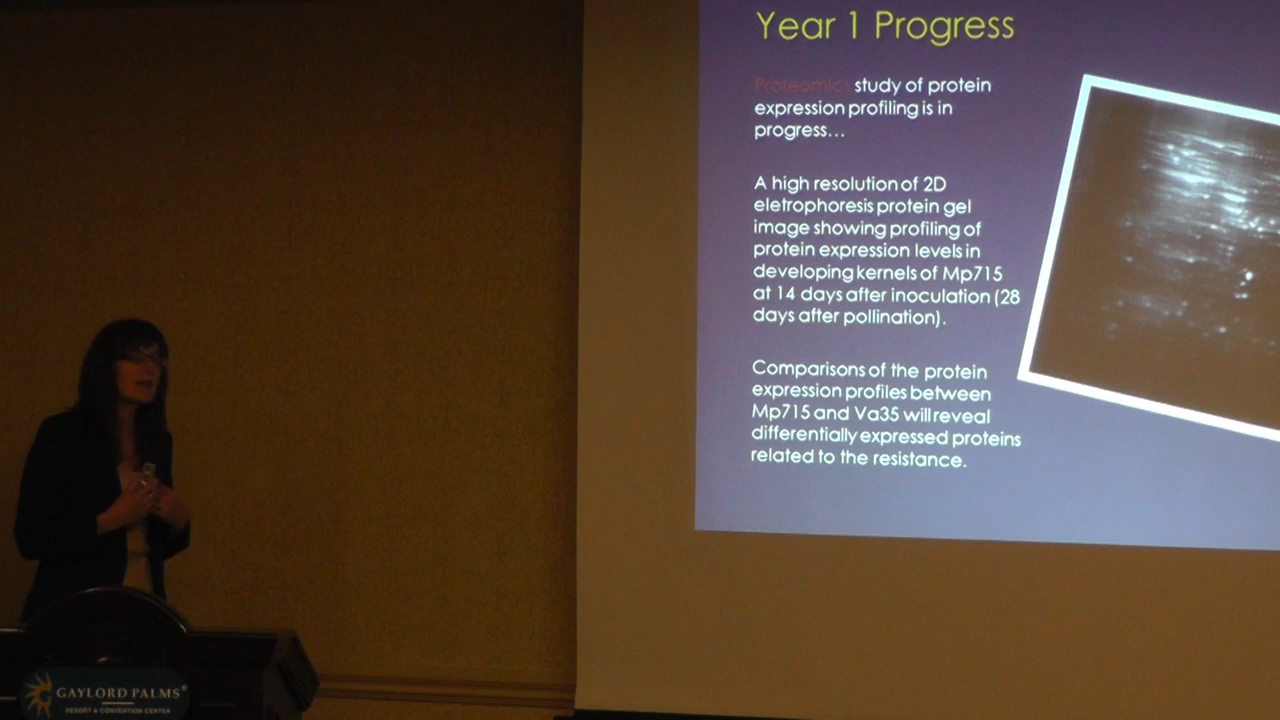 Year 1 Progress
Proteomics study of protein
expression profiling is in
progress...
A high resolution of 2D
eletrophoresis protein gel
image showing profiling of
protein expression levels in
developing kernels of Mp715
at 14 days after inoculation (28
days after pollination).
Comparisons of the protein
expression profiles between
Mp715 and Va35 will reveal
differentially expressed proteins
related to the resistance.
GAYLORD PALMS®
RESORT & CONVENTION CENTER